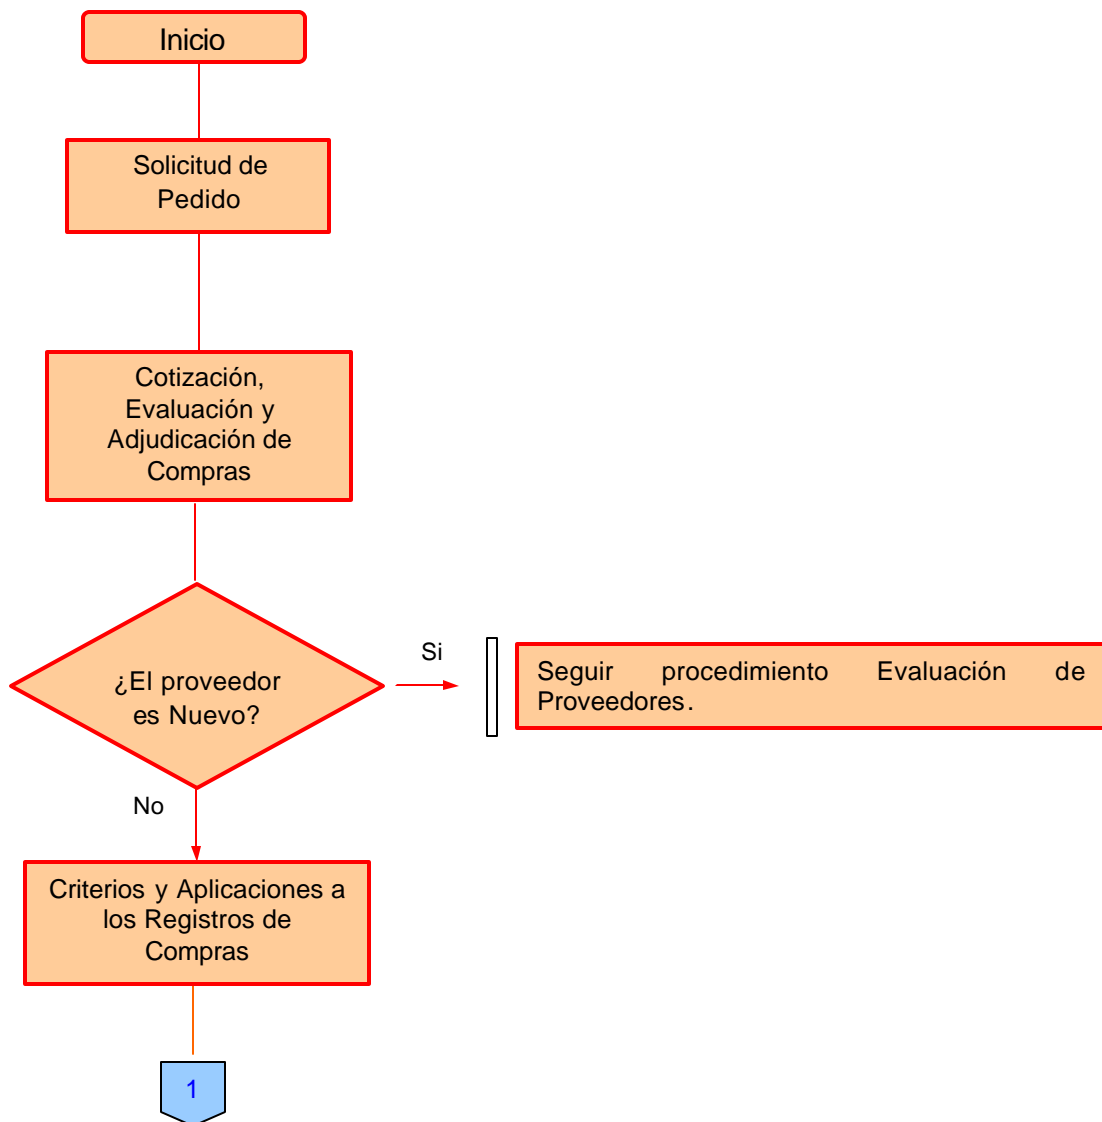 Inicio
Solicitud de
Pedido
Cotización,
Evaluación y
Adjudicación de
Compras
¿El proveedor
es Nuevo?
Si
Seguir procedimiento Evaluación de
Proveedores.
No
Criterios y Aplicaciones a
los Registros de
Compras
1